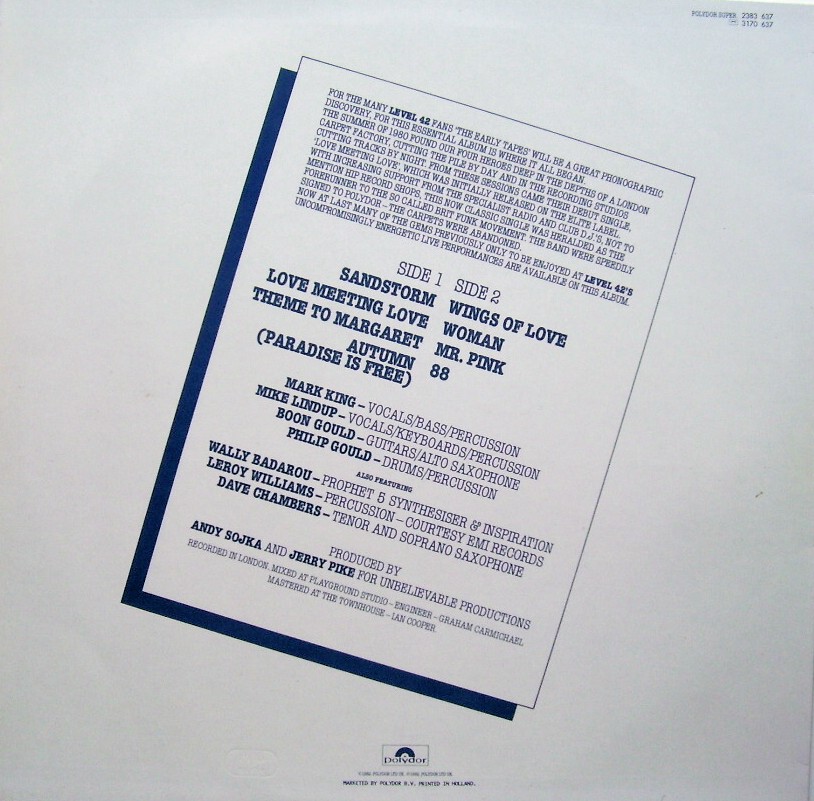 POLYDOR SUPER 2383 637
3170 637
FOR THE MANY LEVEL 42 FANS 'THE EARLY TAPES' WILL BE A GREAT PHONOGRAPHIC
DISCOVERY, FOR THIS ESSENTIAL ALBUM IS WHERE IT ALL BEGAN.
THE SUMMER OF 1980 FOUND OUR FOUR HEROES DEEP IN THE DEPTHS OF A LONDON
CARPET FACTORY, CUTTING THE PILE BY DAY AND IN THE RECORDING STUDIOS
CUTTING TRACKS BY NIGHT. FROM THESE SESSIONS CAME THEIR DEBUT SINGLE,
'LOVE MEETING LOVE', WHICH WAS INITIALLY RELEASED ON THE ELITE LABEL.
WITH INCREASING SUPPORT FROM THE SPECIALIST RADIO AND CLUB D.J.'S, NOT TO
MENTION HIP RECORD SHOPS, THIS NOW CLASSIC SINGLE WAS HERALDED AS THE
FORERUNNER TO THE SO CALLED BRIT FUNK MOVEMENT. THE BAND WERE SPEEDILY
SIGNED TO POLYDOR – THE CARPETS WERE ABANDONED.
NOW AT LAST MANY OF THE GEMS PREVIOUSLY ONLY TO BE ENJOYED AT LEVEL 42'S
UNCOMPROMISINGLY ENERGETIC LIVE PERFORMANCES ARE AVAILABLE ON THIS ALBUM.
SIDE 1
SANDSTORM
LOVE MEETING LOVE
THEME TO MARGARET
AUTUMN
(PARADISE IS FREE)
SIDE 2
WINGS OF LOVE
WOMAN
MR. PINK
88
MARK KING – VOCALS/BASS/PERCUSSION
MIKE LINDUP – VOCALS/KEYBOARDS/PERCUSSION
BOON GOULD – GUITARS/ALTO SAXOPHONE
PHILIP GOULD – DRUMS/PERCUSSION
ALSO FEATURING
WALLY BADAROU – PROPHET 5 SYNTHESISER & INSPIRATION
LEROY WILLIAMS – PERCUSSION – COURTESY EMI RECORDS
DAVE CHAMBERS – TENOR AND SOPRANO SAXOPHONE
PRODUCED BY
ANDY SOJKA AND JERRY PIKE FOR UNBELIEVABLE PRODUCTIONS
RECORDED IN LONDON. MIXED AT PLAYGROUND STUDIO – ENGINEER – GRAHAM CARMICHAEL
MASTERED AT THE TOWNHOUSE – IAN COOPER.
polydor
MARKETED BY POLYDOR B.V. PRINTED IN HOLLAND.